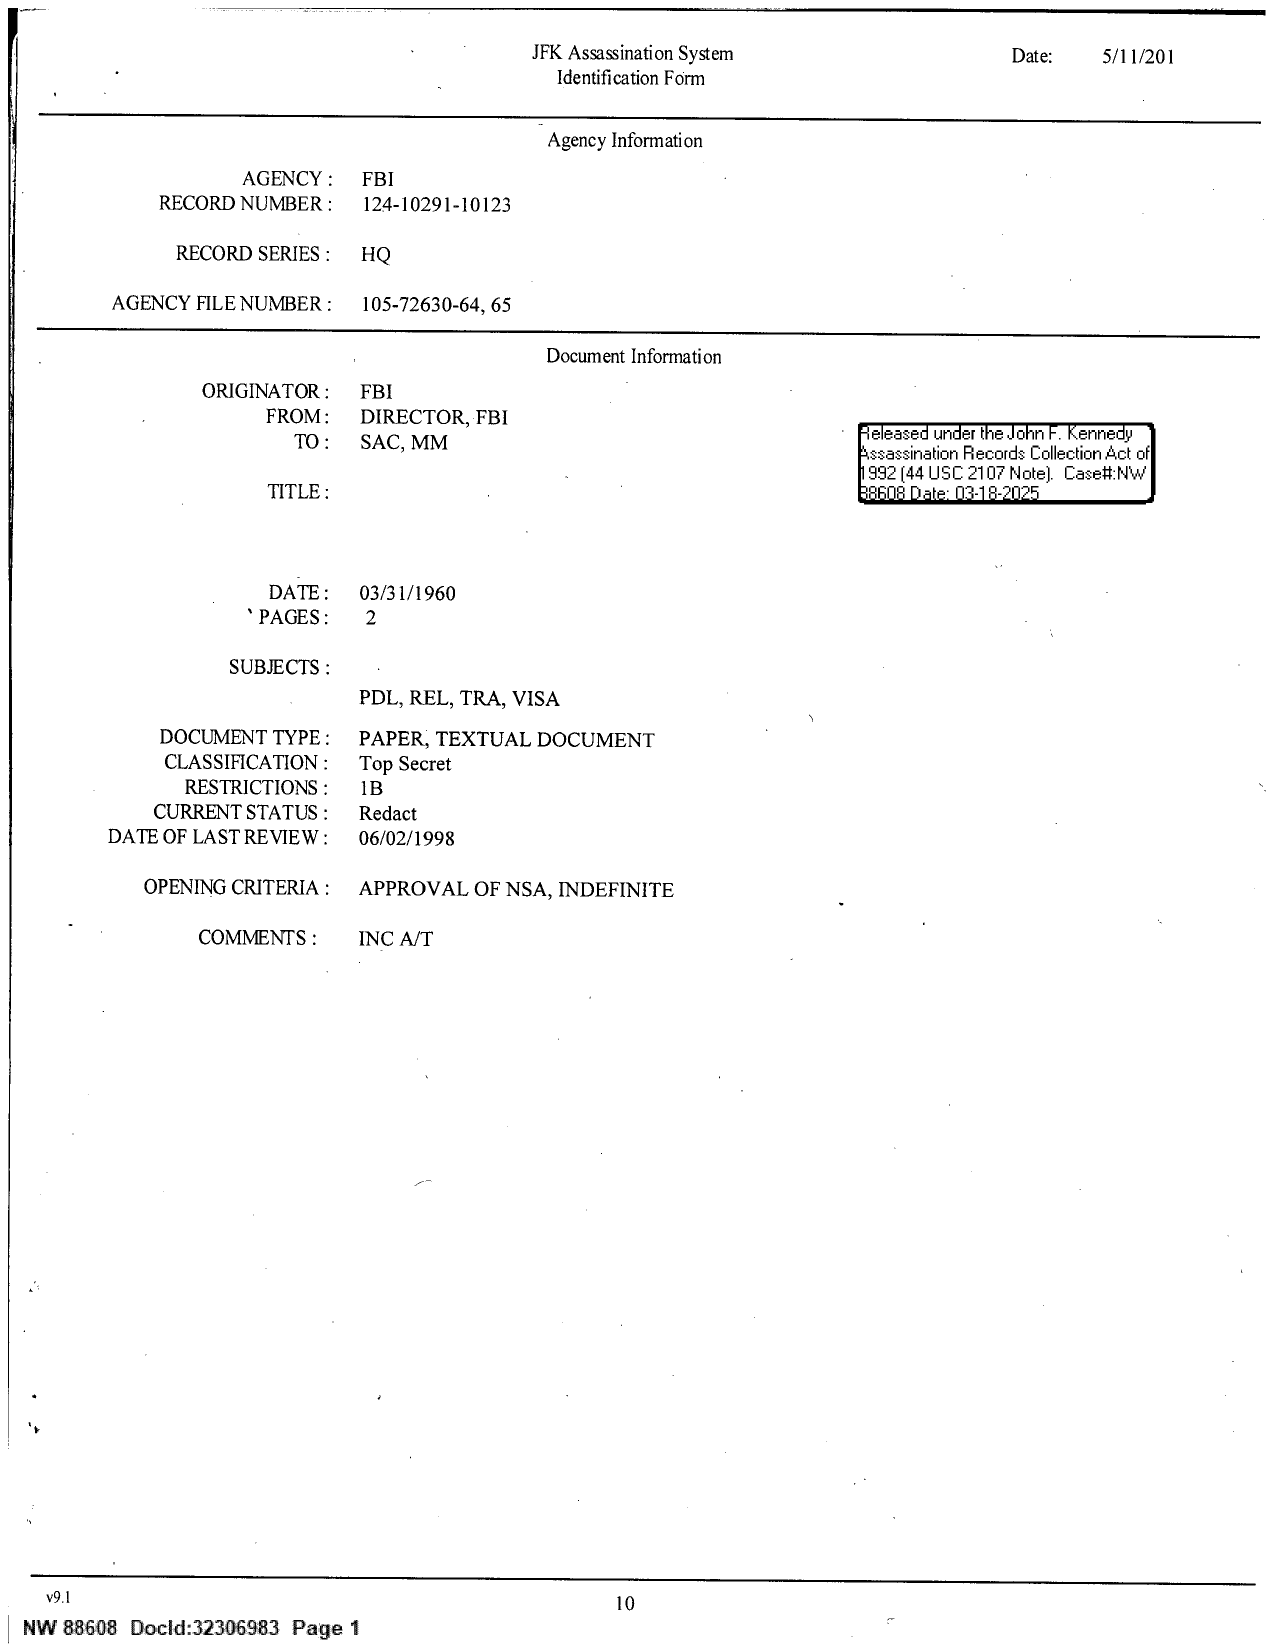 JFK Assassination System
Identification Form
Date: 5/11/201
Agency Information
AGENCY : FBI
RECORD NUMBER : 124-10291-10123
RECORD SERIES : HQ
AGENCY FILE NUMBER : 105-72630-64, 65
Document Information
ORIGINATOR : FBI
FROM : DIRECTOR, FBI
TO : SAC, MM
TITLE :
Released under the John F. Kennedy
Assassination Records Collection Act of
1992 (44 USC 2107 Note). Case#:NW
88608 Date: 03-18-2025
DATE : 03/31/1960
PAGES : 2
SUBJECTS :
PDL, REL, TRA, VISA
DOCUMENT TYPE : PAPER, TEXTUAL DOCUMENT
CLASSIFICATION : Top Secret
RESTRICTIONS : 1B
CURRENT STATUS : Redact
DATE OF LAST REVIEW : 06/02/1998
OPENING CRITERIA : APPROVAL OF NSA, INDEFINITE
COMMENTS : INC A/T
v9.1
10
NW 88608 DocId:32306983 Page 1